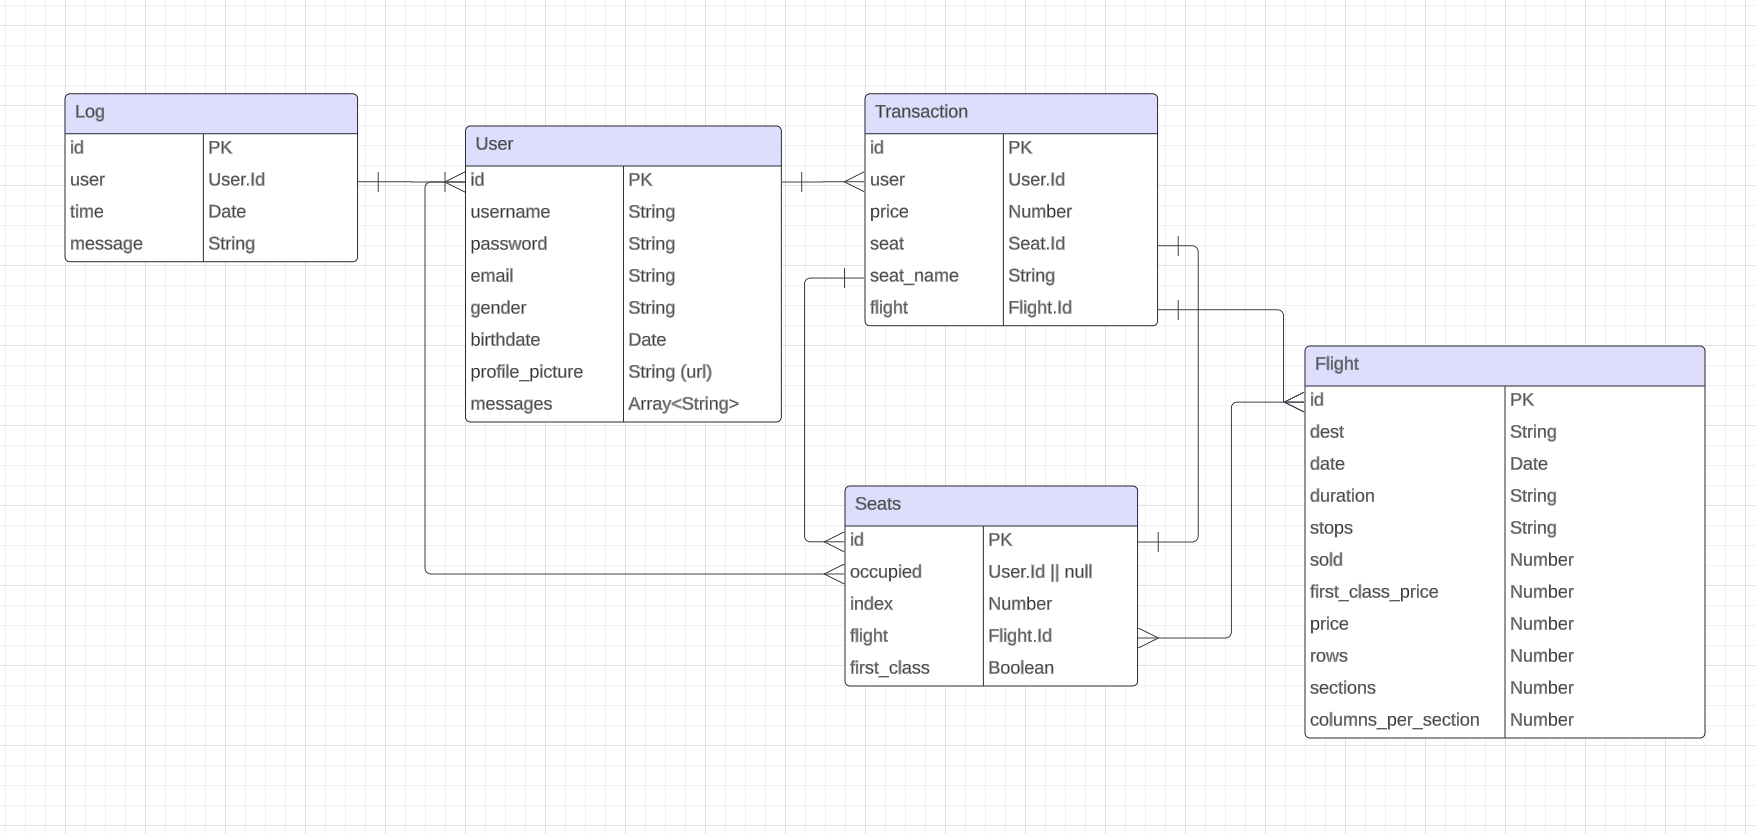 Log
id PK
user User.Id
time Date
message String
User
id PK
username String
password String
email String
gender String
birthdate Date
profile_picture String (url)
messages Array<String>
Transaction
id PK
user User.Id
price Number
seat Seat.Id
seat_name String
flight Flight.Id
Seats
id PK
occupied User.Id || null
index Number
flight Flight.Id
first_class Boolean
Flight
id PK
dest String
date Date
duration String
stops String
sold Number
first_class_price Number
price Number
rows Number
sections Number
columns_per_section Number